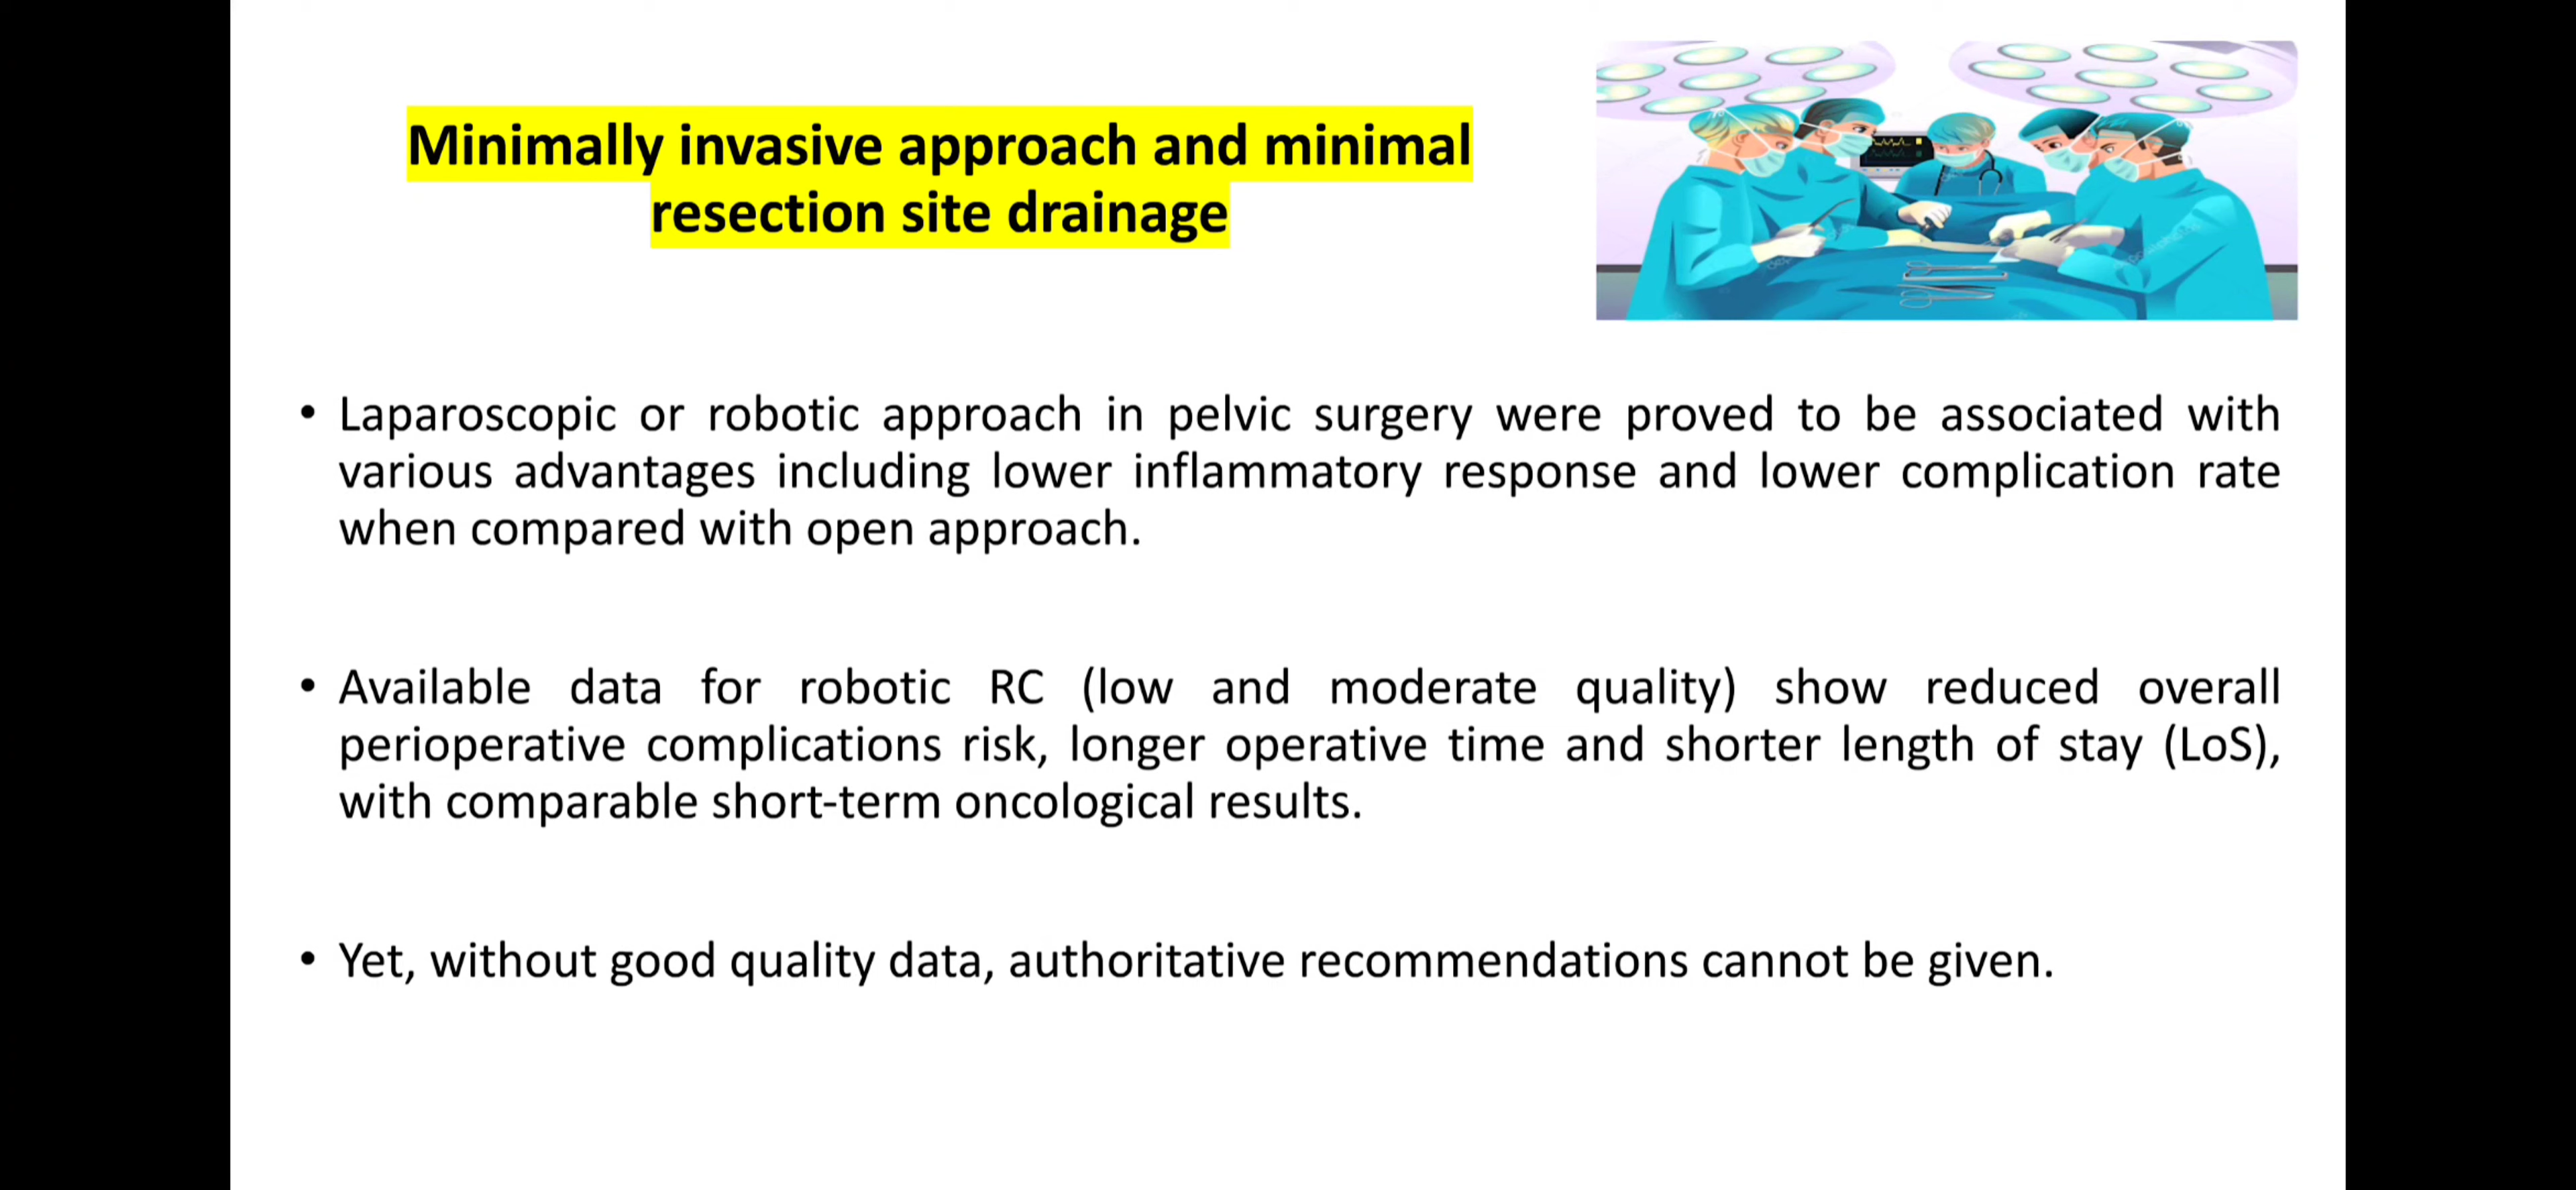 Minimally invasive approach and minimal
resection site drainage
• Laparoscopic or robotic approach in pelvic surgery were proved to be associated with
various advantages including lower inflammatory response and lower complication rate
when compared with open approach.
• Available data for robotic RC (low and moderate quality) show reduced overall
perioperative complications risk, longer operative time and shorter length of stay (LoS),
with comparable short-term oncological results.
• Yet, without good quality data, authoritative recommendations cannot be given.